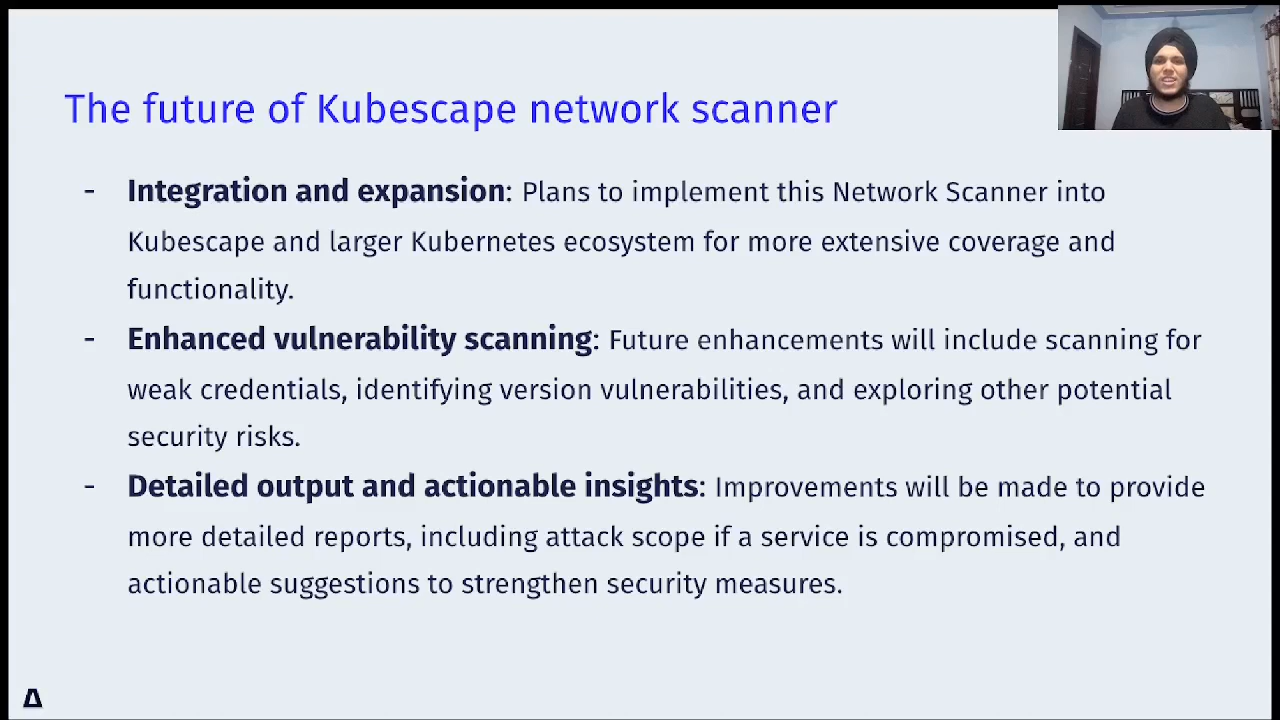 The future of Kubescape network scanner
- Integration and expansion: Plans to implement this Network Scanner into
Kubescape and larger Kubernetes ecosystem for more extensive coverage and
functionality.
- Enhanced vulnerability scanning: Future enhancements will include scanning for
weak credentials, identifying version vulnerabilities, and exploring other potential
security risks.
- Detailed output and actionable insights: Improvements will be made to provide
more detailed reports, including attack scope if a service is compromised, and
actionable suggestions to strengthen security measures.